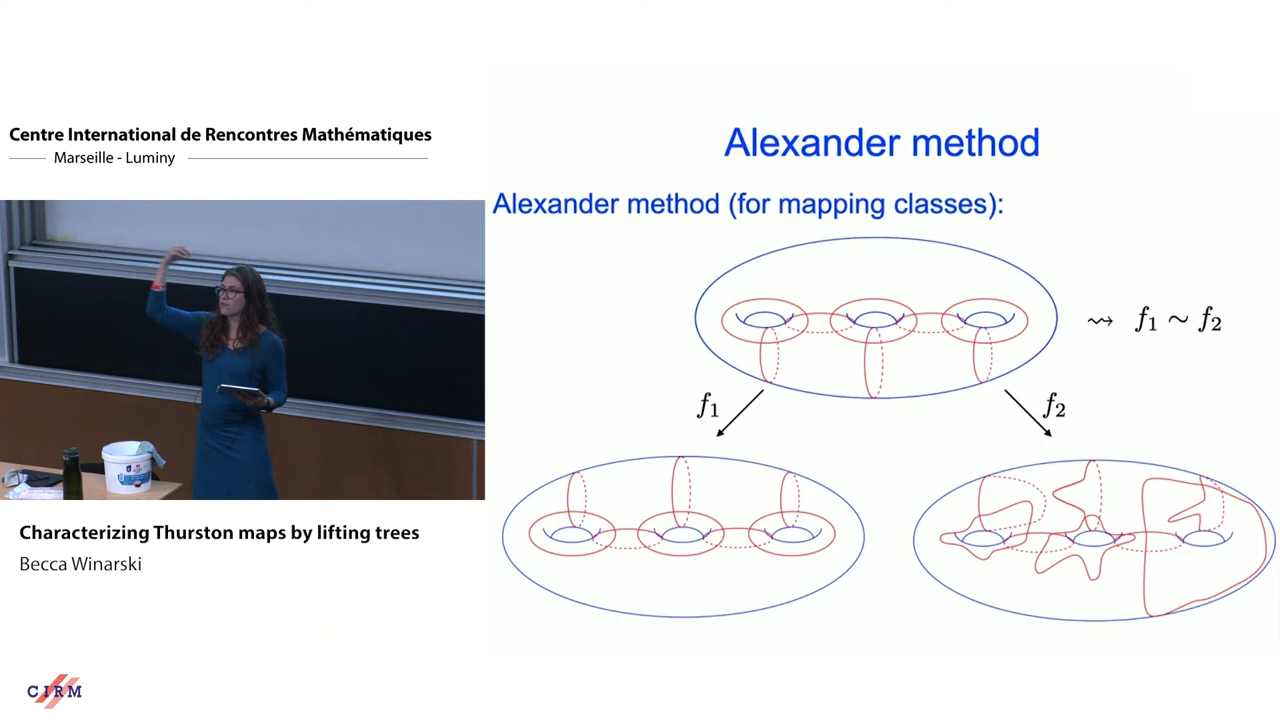 Centre International de Rencontres Mathématiques
Marseille - Luminy
Alexander method
Alexander method (for mapping classes):
⇝ f₁ ∼ f₂
f₁
f₂
Characterizing Thurston maps by lifting trees
Becca Winarski
CIRM